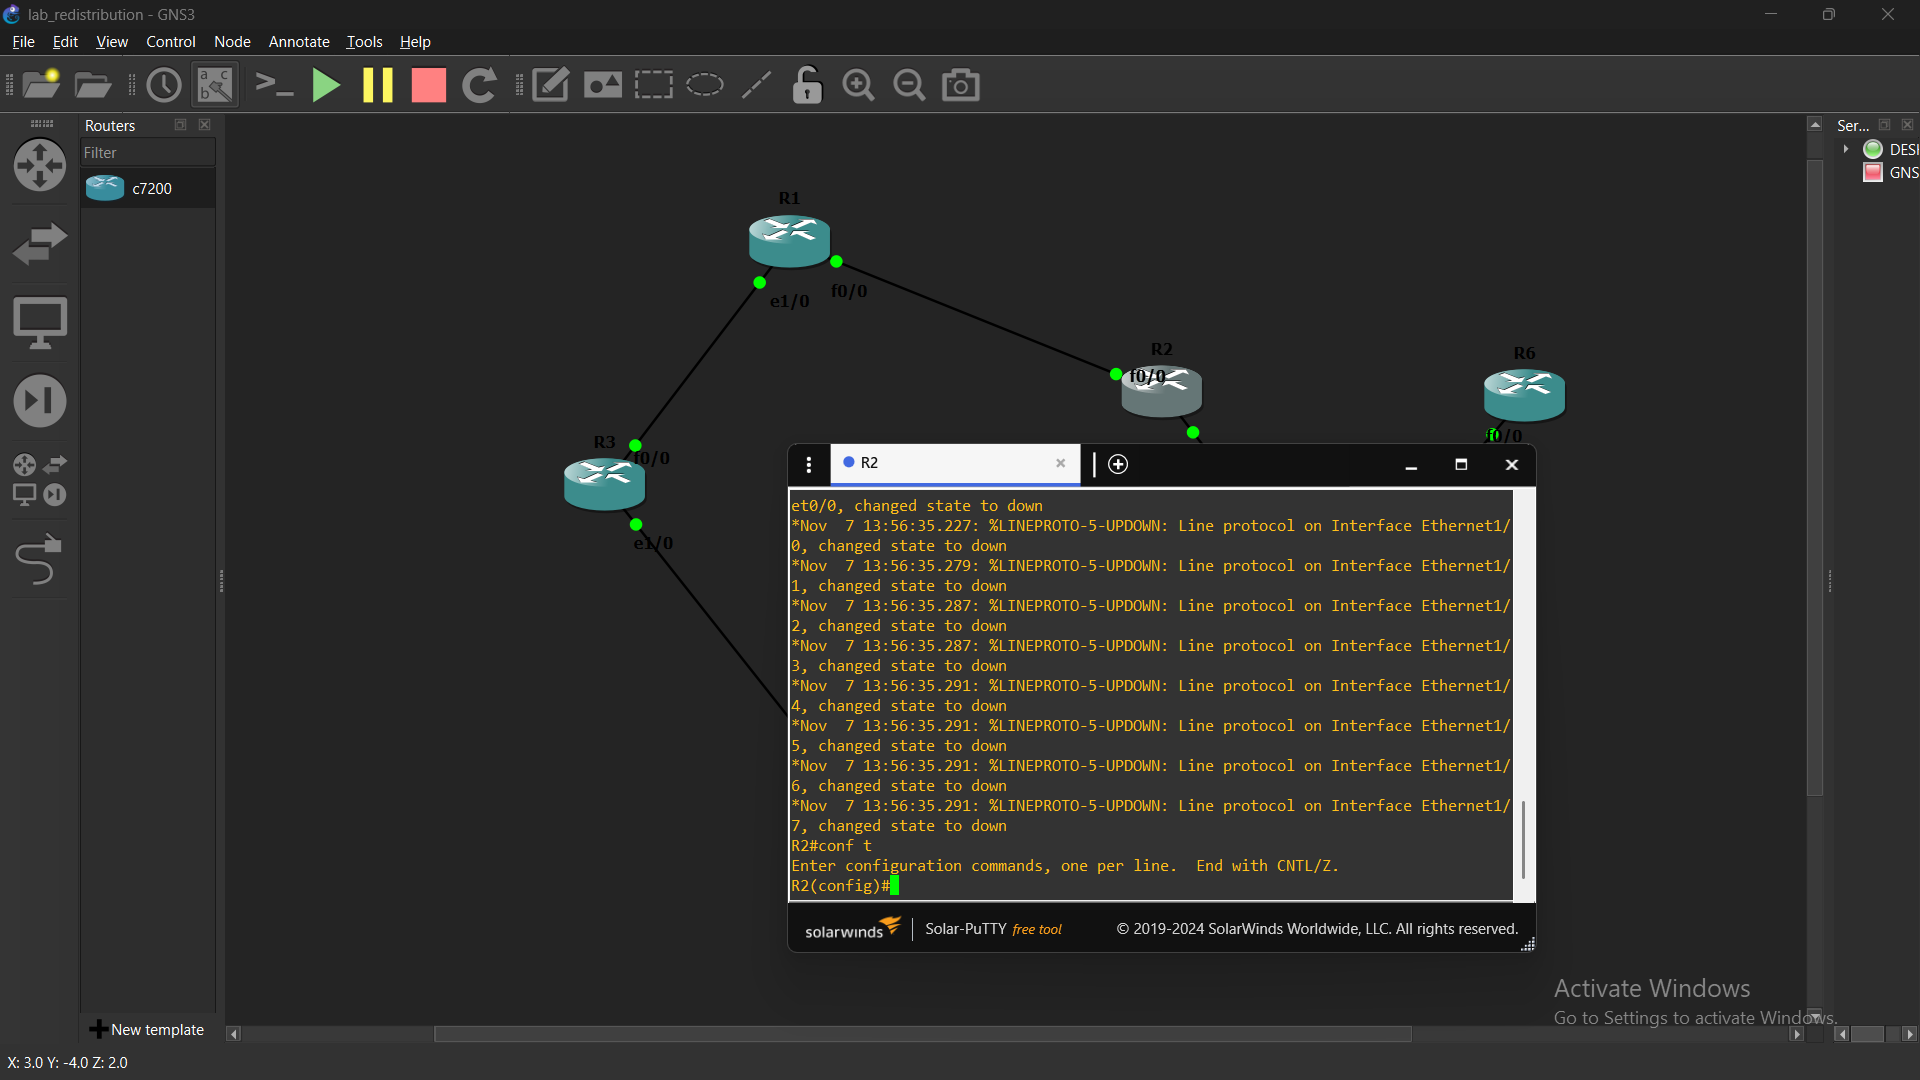 lab_redistribution - GNS3
File Edit View Control Node Annotate Tools Help
Routers
Filter
c7200
New template
R1
e1/0
f0/0
R2
f0/0
R6
f0/0
R3
f0/0
e1/0
R2
et0/0, changed state to down
*Nov  7 13:56:35.227: %LINEPROTO-5-UPDOWN: Line protocol on Interface Ethernet1/
0, changed state to down
*Nov  7 13:56:35.279: %LINEPROTO-5-UPDOWN: Line protocol on Interface Ethernet1/
1, changed state to down
*Nov  7 13:56:35.287: %LINEPROTO-5-UPDOWN: Line protocol on Interface Ethernet1/
2, changed state to down
*Nov  7 13:56:35.287: %LINEPROTO-5-UPDOWN: Line protocol on Interface Ethernet1/
3, changed state to down
*Nov  7 13:56:35.291: %LINEPROTO-5-UPDOWN: Line protocol on Interface Ethernet1/
4, changed state to down
*Nov  7 13:56:35.291: %LINEPROTO-5-UPDOWN: Line protocol on Interface Ethernet1/
5, changed state to down
*Nov  7 13:56:35.291: %LINEPROTO-5-UPDOWN: Line protocol on Interface Ethernet1/
6, changed state to down
*Nov  7 13:56:35.291: %LINEPROTO-5-UPDOWN: Line protocol on Interface Ethernet1/
7, changed state to down
R2#conf t
Enter configuration commands, one per line.  End with CNTL/Z.
R2(config)#
solarwinds Solar-PuTTY free tool © 2019-2024 SolarWinds Worldwide, LLC. All rights reserved.
Ser...
DESI
GNS
Activate Windows
Go to Settings to activate Windows.
X: 3.0 Y: -4.0 Z: 2.0